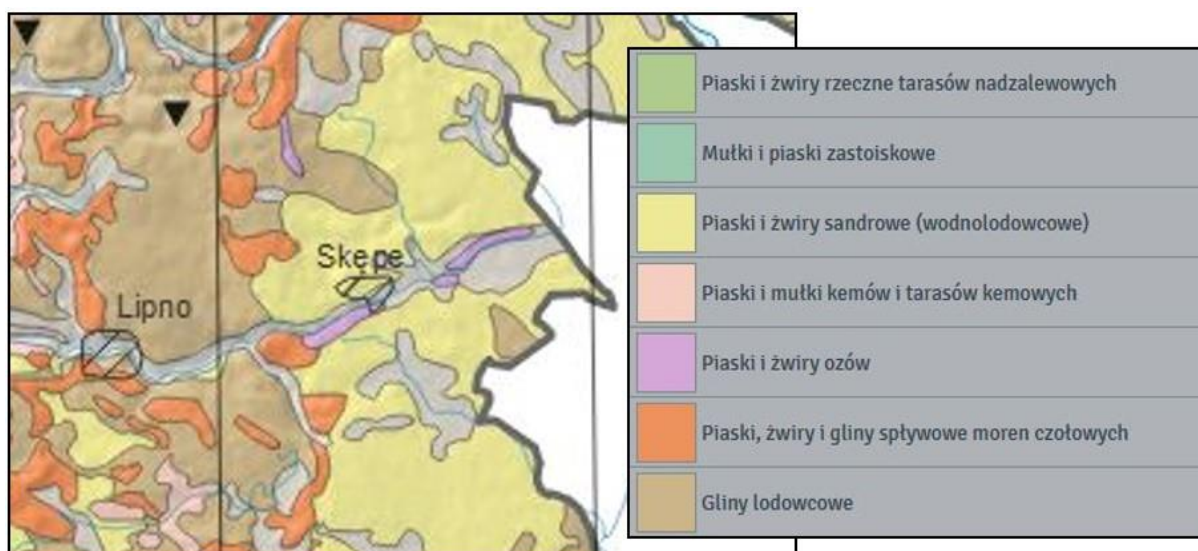 Skępe
Lipno
Piaski i żwiry rzeczne tarasów nadzalewowych
Mułki i piaski zastoiskowe
Piaski i żwiry sandrowe (wodnolodowcowe)
Piaski i mułki kemów i tarasów kemowych
Piaski i żwiry ozów
Piaski, żwiry i gliny spływowe moren czołowych
Gliny lodowcowe